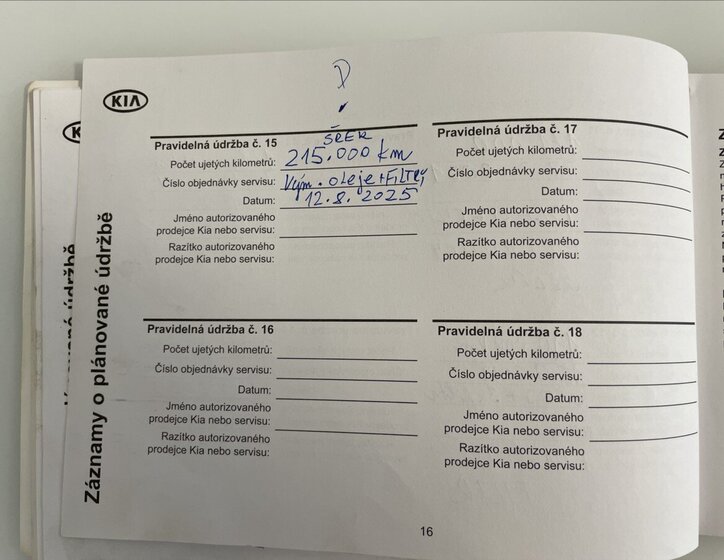 KIA
Záznamy o plánované údržbě
Pravidelná údržba č. 15
Počet ujetých kilometrů: 215.000 km
Číslo objednávky servisu: Vým. oleje + FILTRŮ
Datum: 12.8. 2025
Jméno autorizovaného
prodejce Kia nebo servisu:
Razítko autorizovaného
prodejce Kia nebo servisu:
Pravidelná údržba č. 16
Počet ujetých kilometrů:
Číslo objednávky servisu:
Datum:
Jméno autorizovaného
prodejce Kia nebo servisu:
Razítko autorizovaného
prodejce Kia nebo servisu:
Pravidelná údržba č. 17
Počet ujetých kilometrů:
Číslo objednávky servisu:
Datum:
Jméno autorizovaného
prodejce Kia nebo servisu:
Razítko autorizovaného
prodejce Kia nebo servisu:
Pravidelná údržba č. 18
Počet ujetých kilometrů:
Číslo objednávky servisu:
Datum:
Jméno autorizovaného
prodejce Kia nebo servisu:
Razítko autorizovaného
prodejce Kia nebo servisu:
16